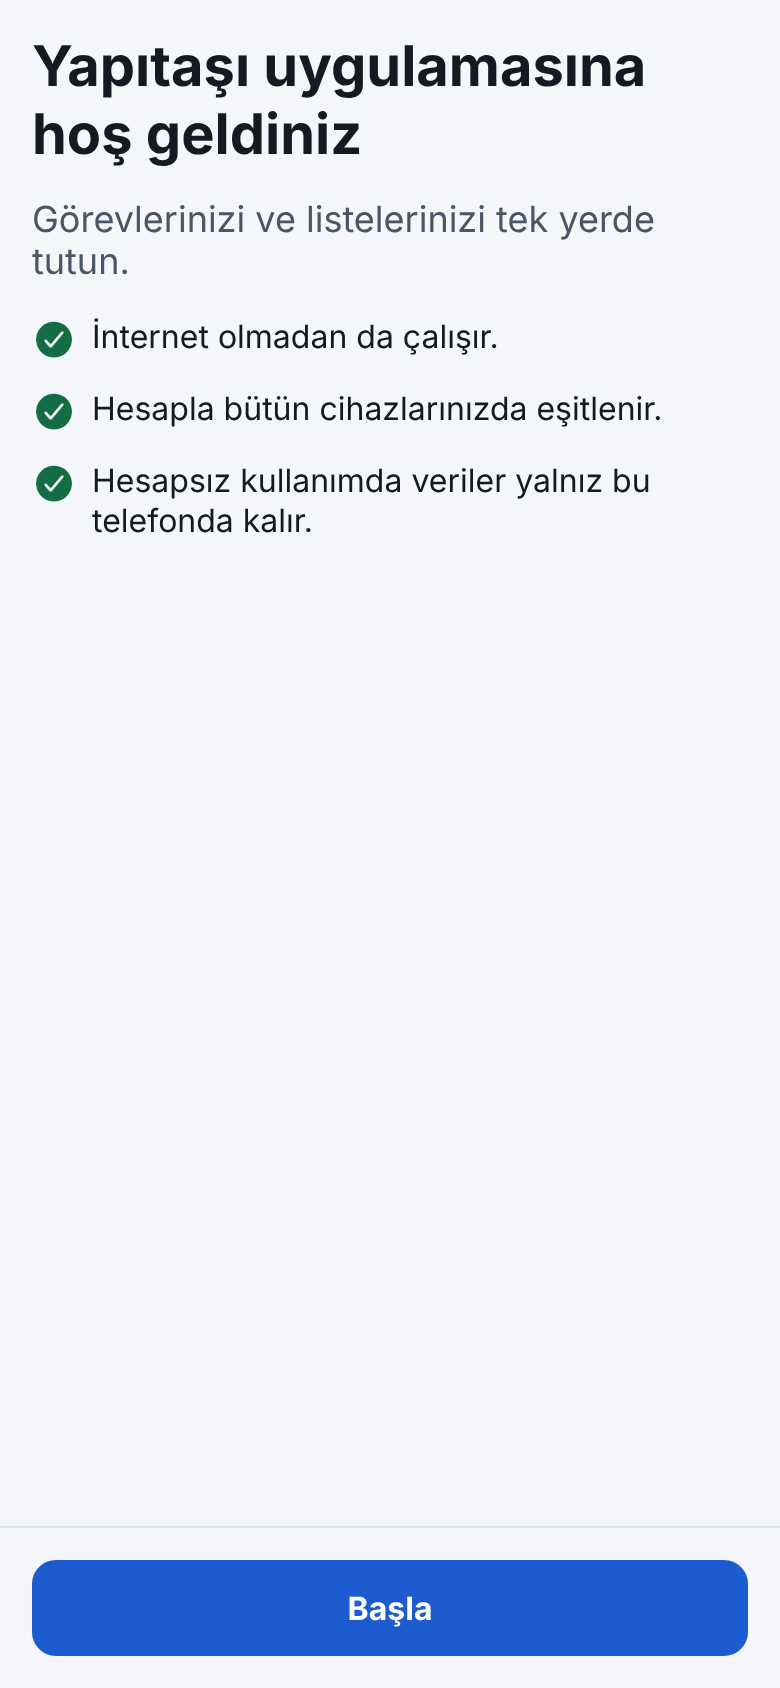 Yapıtaşı uygulamasına
hoş geldiniz
Görevlerinizi ve listelerinizi tek yerde
tutun.
İnternet olmadan da çalışır.
Hesapla bütün cihazlarınızda eşitlenir.
Hesapsız kullanımda veriler yalnız bu
telefonda kalır.
Başla